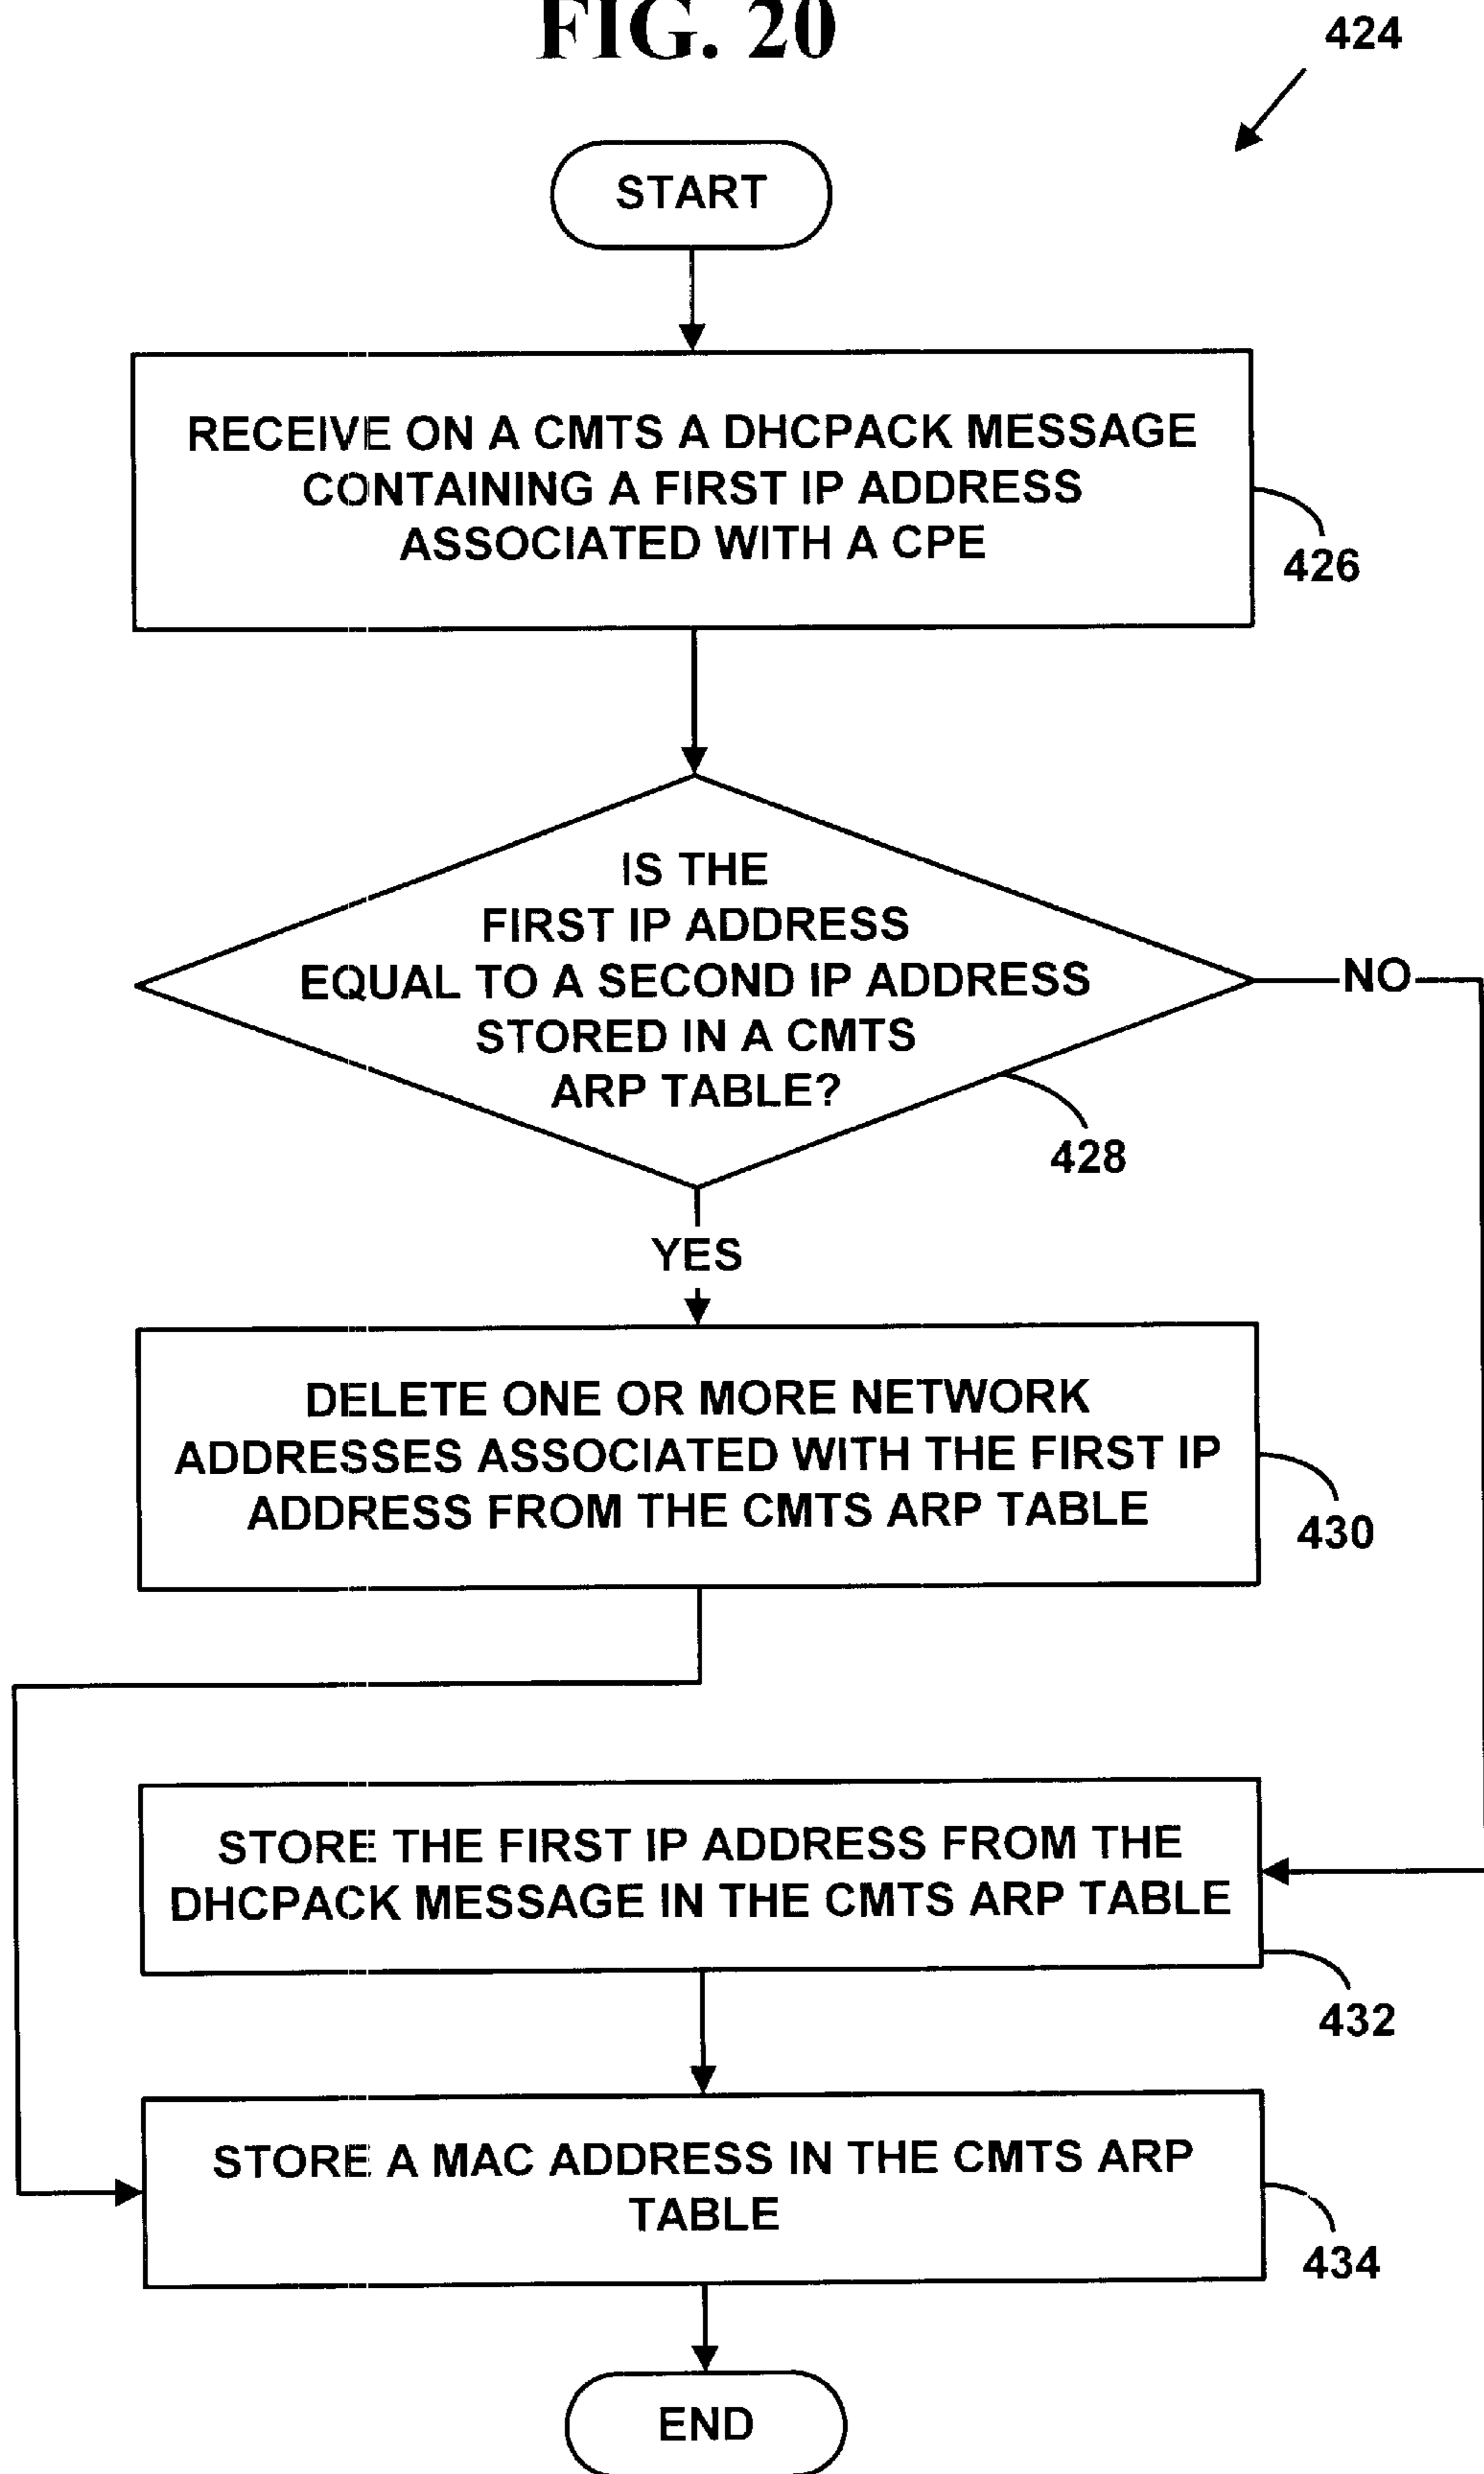 FIG. 20
424
START
RECEIVE ON A CMTS A DHCPACK MESSAGE
CONTAINING A FIRST IP ADDRESS
ASSOCIATED WITH A CPE
426
IS THE
FIRST IP ADDRESS
EQUAL TO A SECOND IP ADDRESS
STORED IN A CMTS
ARP TABLE?
NO
428
YES
DELETE ONE OR MORE NETWORK
ADDRESSES ASSOCIATED WITH THE FIRST IP
ADDRESS FROM THE CMTS ARP TABLE
430
STORE THE FIRST IP ADDRESS FROM THE
DHCPACK MESSAGE IN THE CMTS ARP TABLE
432
STORE A MAC ADDRESS IN THE CMTS ARP
TABLE
434
END